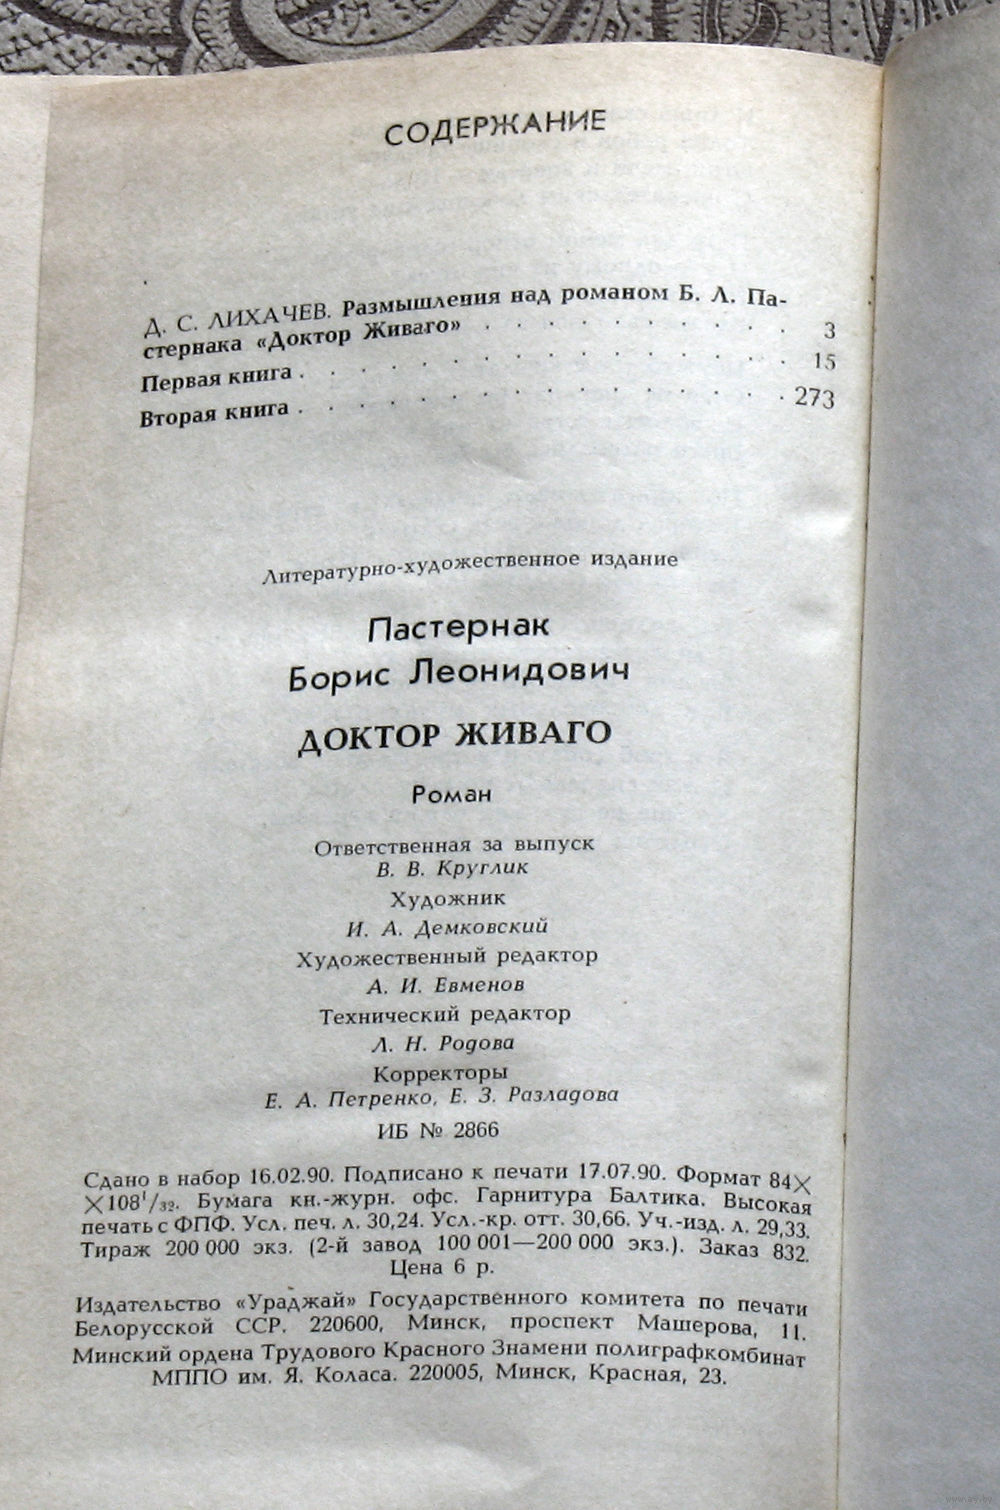 СОДЕРЖАНИЕ
Д. С. ЛИХАЧЕВ. Размышления над романом Б. Л. Па-
стернака «Доктор Живаго» . . . . . . . . . . . 3
Первая книга . . . . . . . . . . . . . . . . . 15
Вторая книга . . . . . . . . . . . . . . . . . 273
Литературно-художественное издание
Пастернак
Борис Леонидович
ДОКТОР ЖИВАГО
Роман
Ответственная за выпуск
В. В. Круглик
Художник
И. А. Демковский
Художественный редактор
А. И. Евменов
Технический редактор
Л. Н. Родова
Корректоры
Е. А. Петренко, Е. З. Разладова
ИБ № 2866
Сдано в набор 16.02.90. Подписано к печати 17.07.90. Формат 84×
×108¹/₃₂. Бумага кн.-журн. офс. Гарнитура Балтика. Высокая
печать с ФПФ. Усл. печ. л. 30,24. Усл.-кр. отт. 30,66. Уч.-изд. л. 29,33.
Тираж 200 000 экз. (2-й завод 100 001—200 000 экз.). Заказ 832.
Цена 6 р.
Издательство «Ураджай» Государственного комитета по печати
Белорусской ССР. 220600, Минск, проспект Машерова, 11.
Минский ордена Трудового Красного Знамени полиграфкомбинат
МППО им. Я. Коласа. 220005, Минск, Красная, 23.